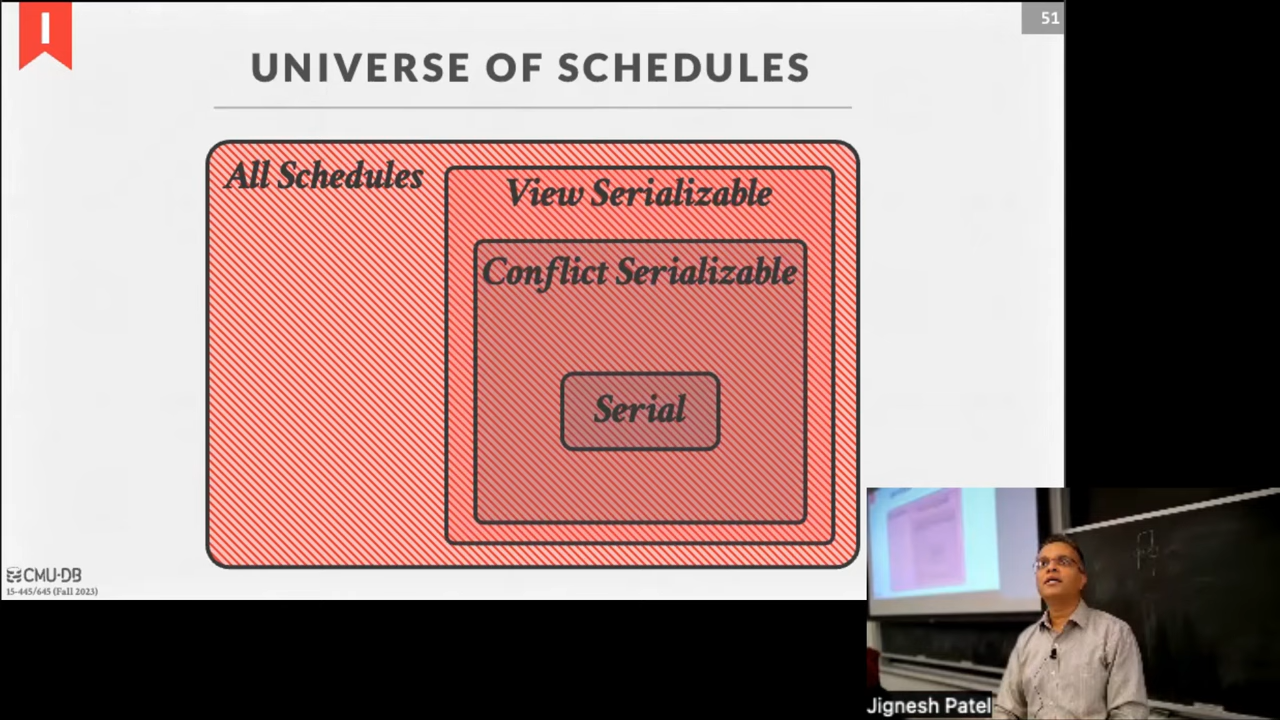 I
51
UNIVERSE OF SCHEDULES
All Schedules
View Serializable
Conflict Serializable
Serial
CMU·DB
15-445/645 (Fall 2023)
Jignesh Patel